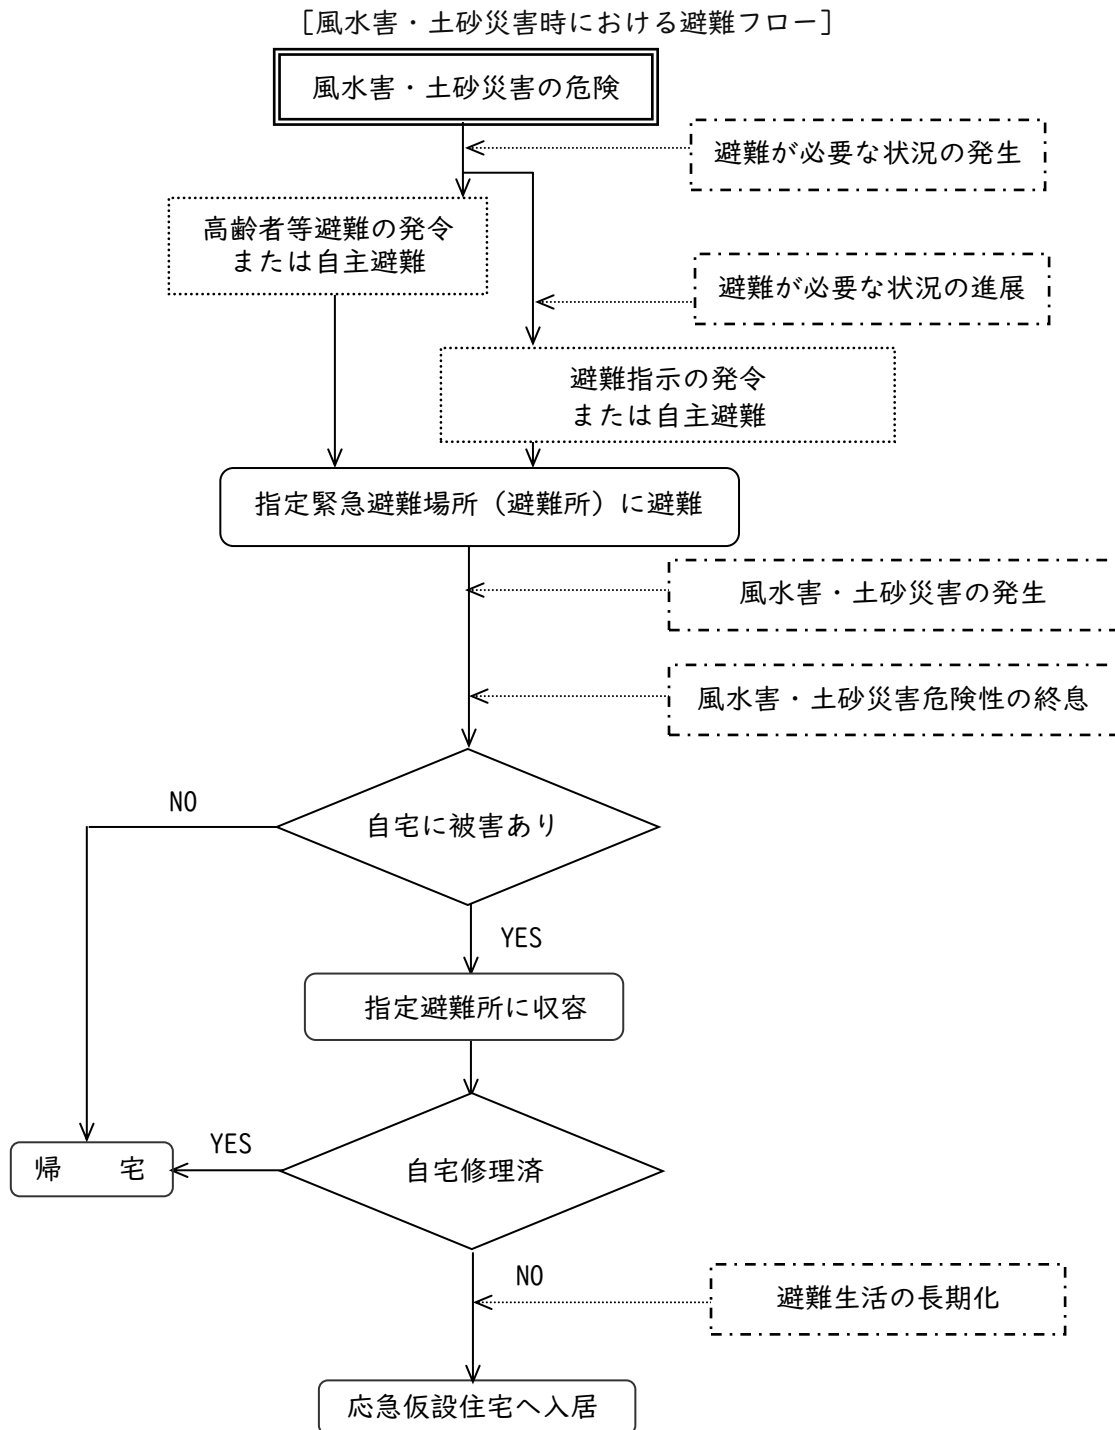 [風水害・土砂災害時における避難フロー]
風水害・土砂災害の危険
避難が必要な状況の発生
高齢者等避難の発令
または自主避難
避難が必要な状況の進展
避難指示の発令
または自主避難
指定緊急避難場所（避難所）に避難
風水害・土砂災害の発生
風水害・土砂災害危険性の終息
NO
自宅に被害あり
YES
指定避難所に収容
帰　　宅
YES
自宅修理済
NO
避難生活の長期化
応急仮設住宅へ入居